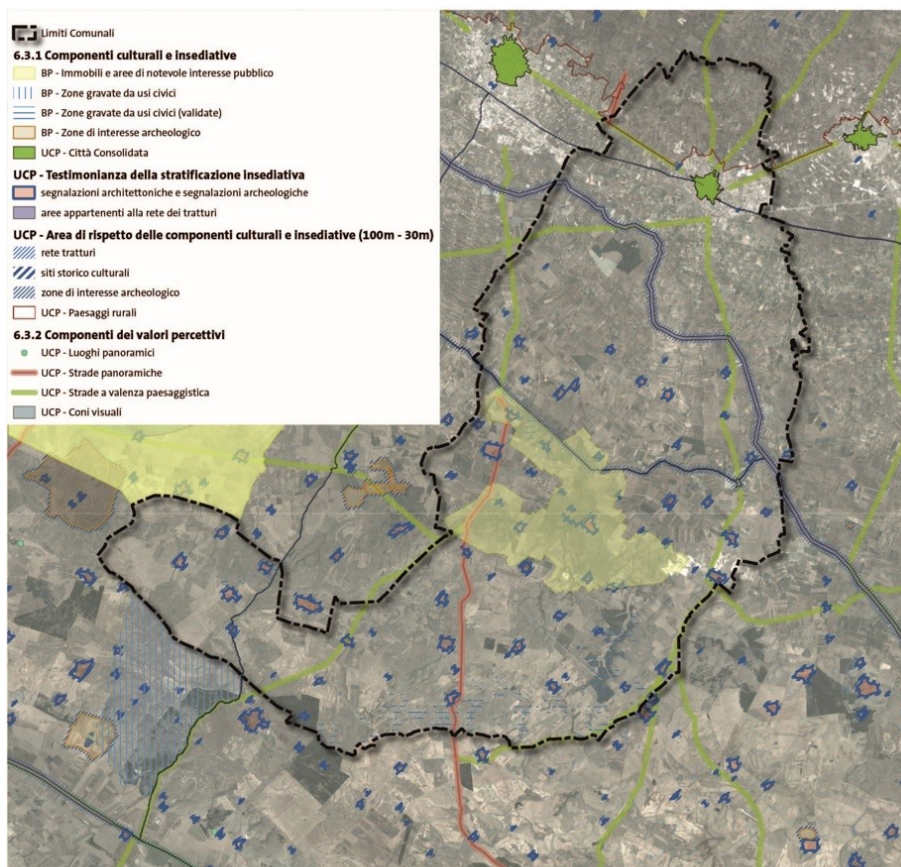 Limiti Comunali
6.3.1 Componenti culturali e insediative
BP - Immobili e aree di notevole interesse pubblico
BP - Zone gravate da usi civici
BP - Zone gravate da usi civici (validate)
BP - Zone di interesse archeologico
UCP - Città Consolidata
UCP - Testimonianza della stratificazione insediativa
segnalazioni architettoniche e segnalazioni archeologiche
aree appartenenti alla rete dei tratturi
UCP - Area di rispetto delle componenti culturali e insediative (100m - 30m)
rete tratturi
siti storico culturali
zone di interesse archeologico
UCP - Paesaggi rurali
6.3.2 Componenti dei valori percettivi
UCP - Luoghi panoramici
UCP - Strade panoramiche
UCP - Strade a valenza paesaggistica
UCP - Coni visuali